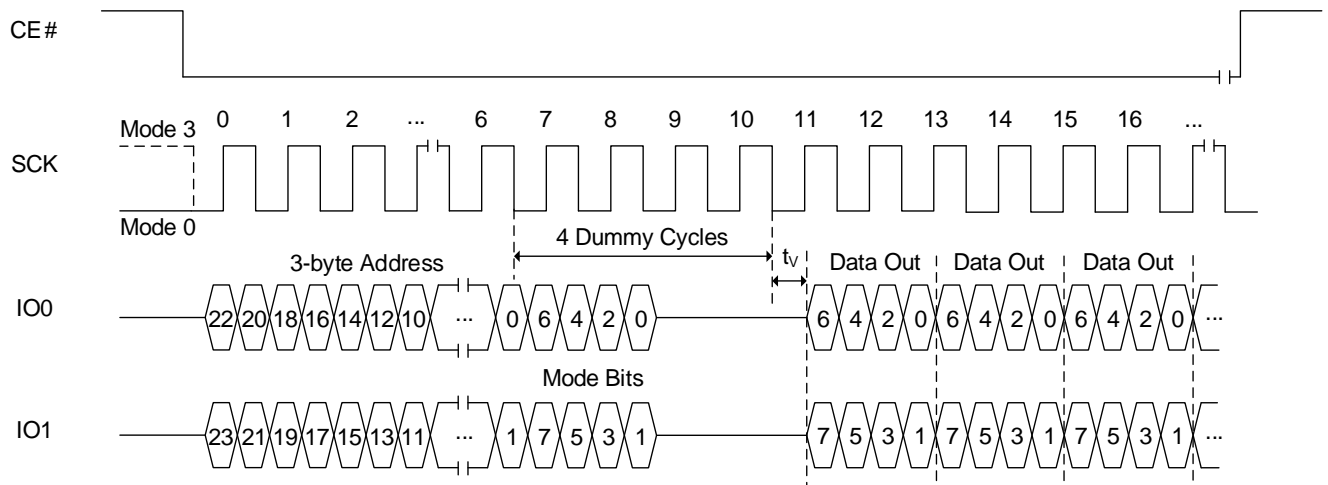 CE#
Mode 3 0 1 2 ... 6 7 8 9 10 11 12 13 14 15 16 ...
SCK
Mode 0
4 Dummy Cycles
3-byte Address tV Data Out Data Out Data Out
IO0 22 20 18 16 14 12 10 ... 0 6 4 2 0 6 4 2 0 6 4 2 0 6 4 2 0 ...
Mode Bits
IO1 23 21 19 17 15 13 11 ... 1 7 5 3 1 7 5 3 1 7 5 3 1 7 5 3 1 ...